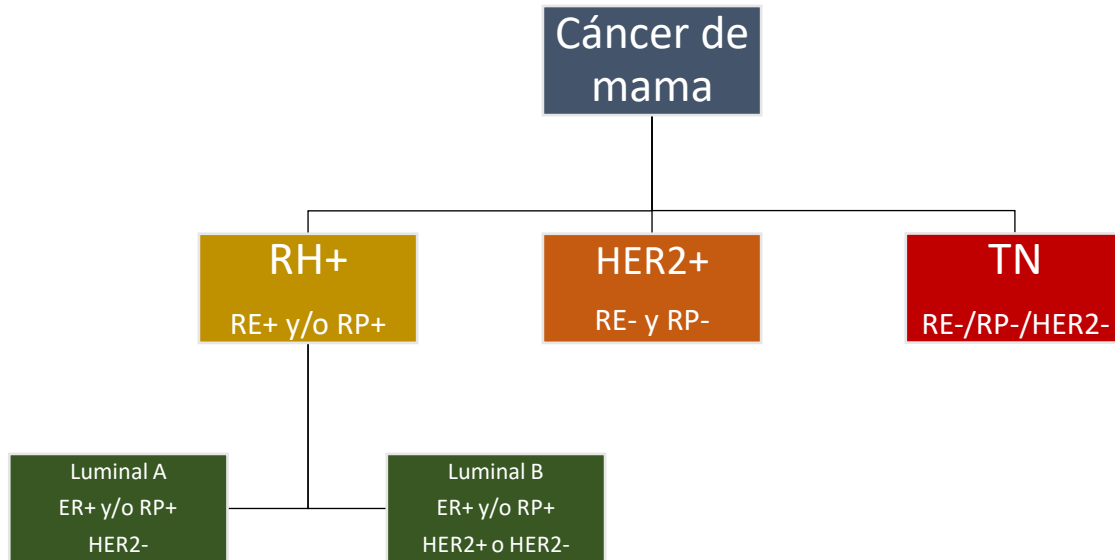 Cáncer de
mama
RH+
RE+ y/o RP+
HER2+
RE- y RP-
TN
RE-/RP-/HER2-
Luminal A
ER+ y/o RP+
HER2-
Luminal B
ER+ y/o RP+
HER2+ o HER2-